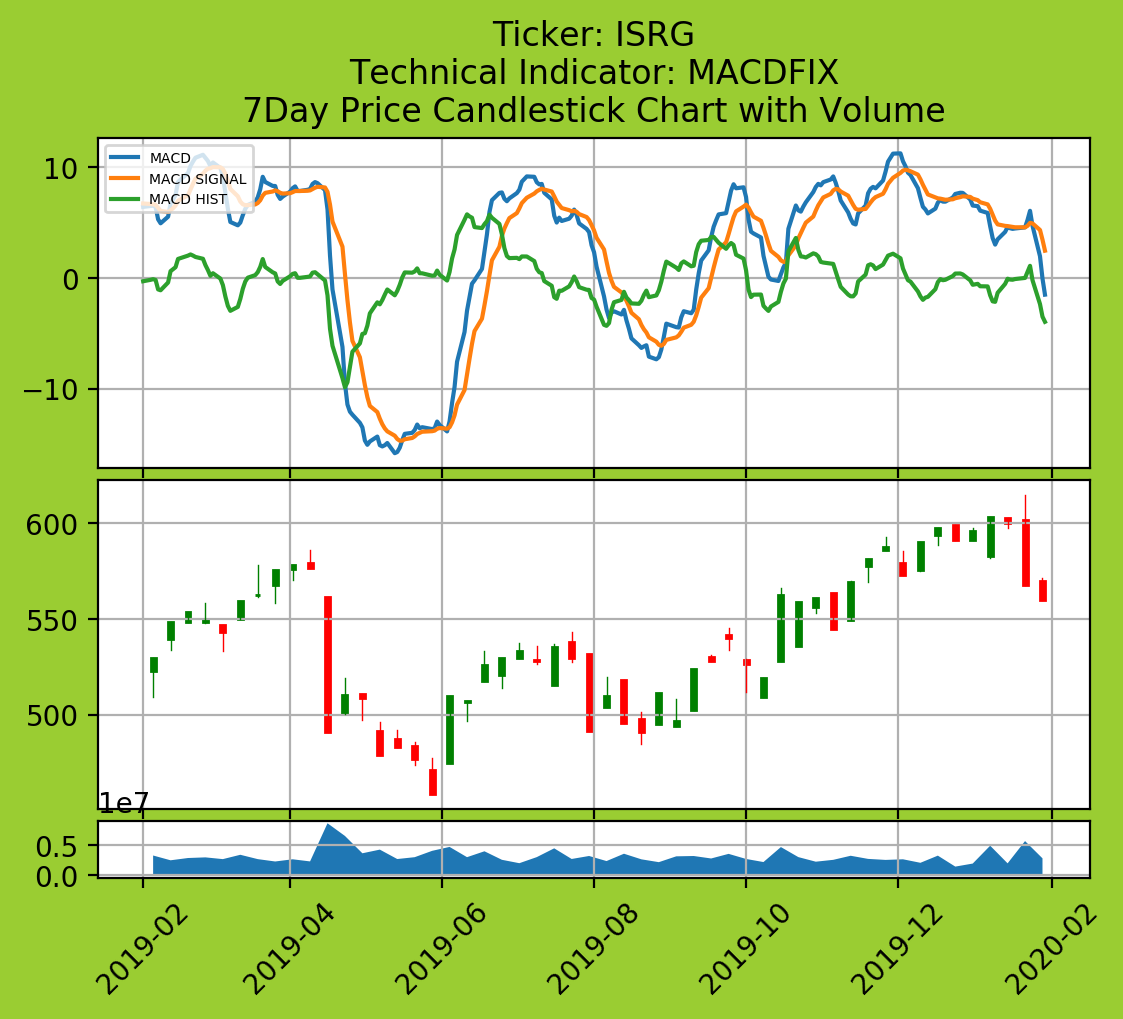 Ticker: ISRG
Technical Indicator: MACDFIX
7Day Price Candlestick Chart with Volume
MACD
MACD SIGNAL
MACD HIST
10
0
−10
600
550
500
1e7
0.5
0.0
2019-02
2019-04
2019-06
2019-08
2019-10
2019-12
2020-02